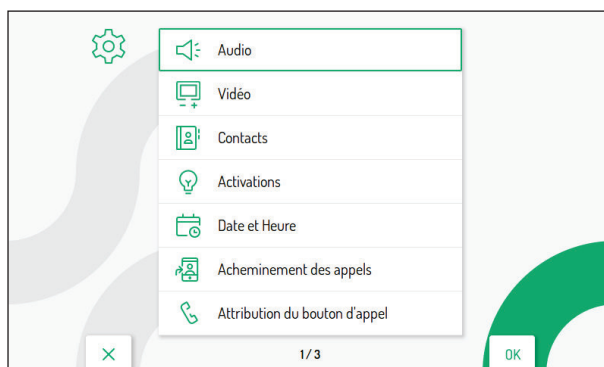 Audio
Vidéo
Contacts
Activations
Date et Heure
Acheminement des appels
Attribution du bouton d'appel
1/3
OK